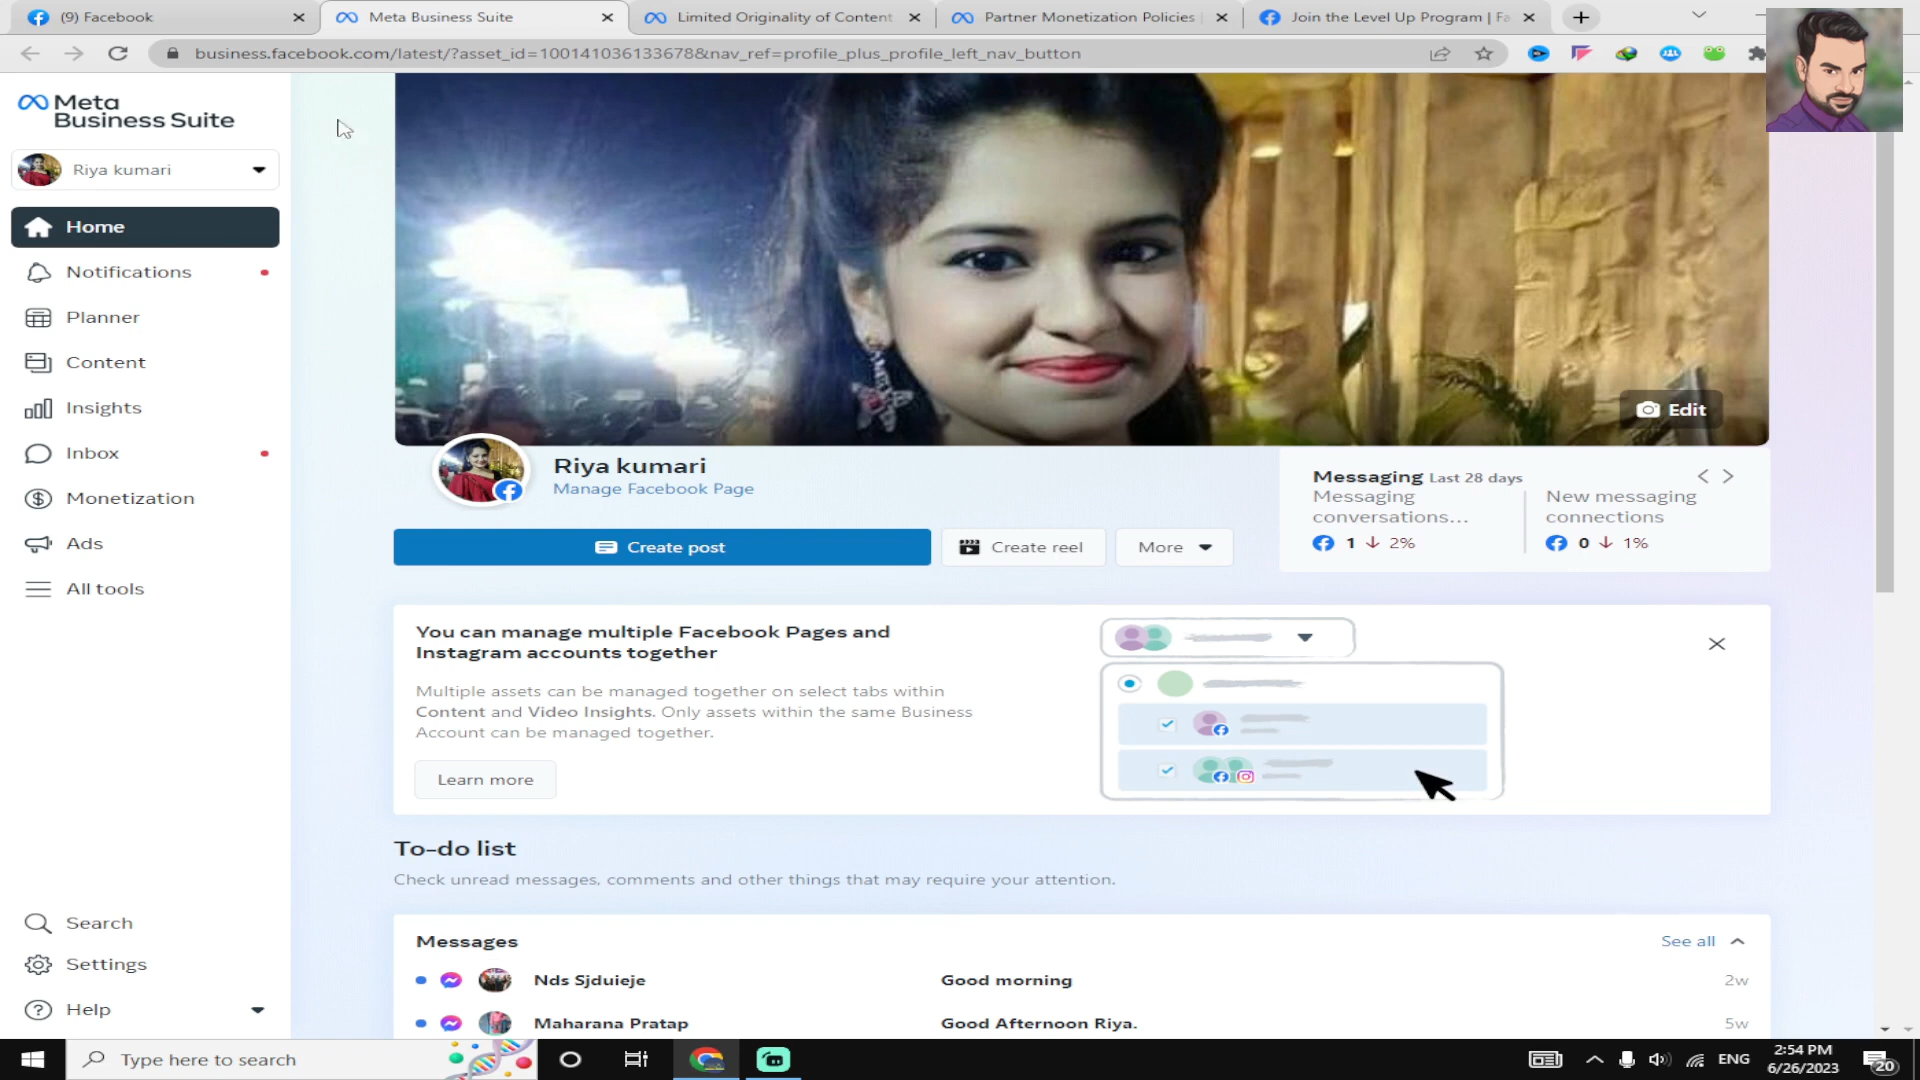 (9) Facebook
Meta Business Suite
Limited Originality of Content
Partner Monetization Policies
Join the Level Up Program | Fa
business.facebook.com/latest/?asset_id=100141036133678&nav_ref=profile_plus_profile_left_nav_button
Meta
Business Suite
Riya kumari
Home
Notifications
Planner
Content
Insights
Inbox
Monetization
Ads
All tools
Search
Settings
Help
Edit
Riya kumari
Manage Facebook Page
Create post
Create reel
More
Messaging Last 28 days
Messaging
conversations...
1 ↓ 2%
New messaging
connections
0 ↓ 1%
You can manage multiple Facebook Pages and
Instagram accounts together
Multiple assets can be managed together on select tabs within
Content and Video Insights. Only assets within the same Business
Account can be managed together.
Learn more
To-do list
Check unread messages, comments and other things that may require your attention.
Messages
See all
Nds Sjduieje Good morning 2w
Maharana Pratap Good Afternoon Riya. 5w
Type here to search
ENG
2:54 PM
6/26/2023
20